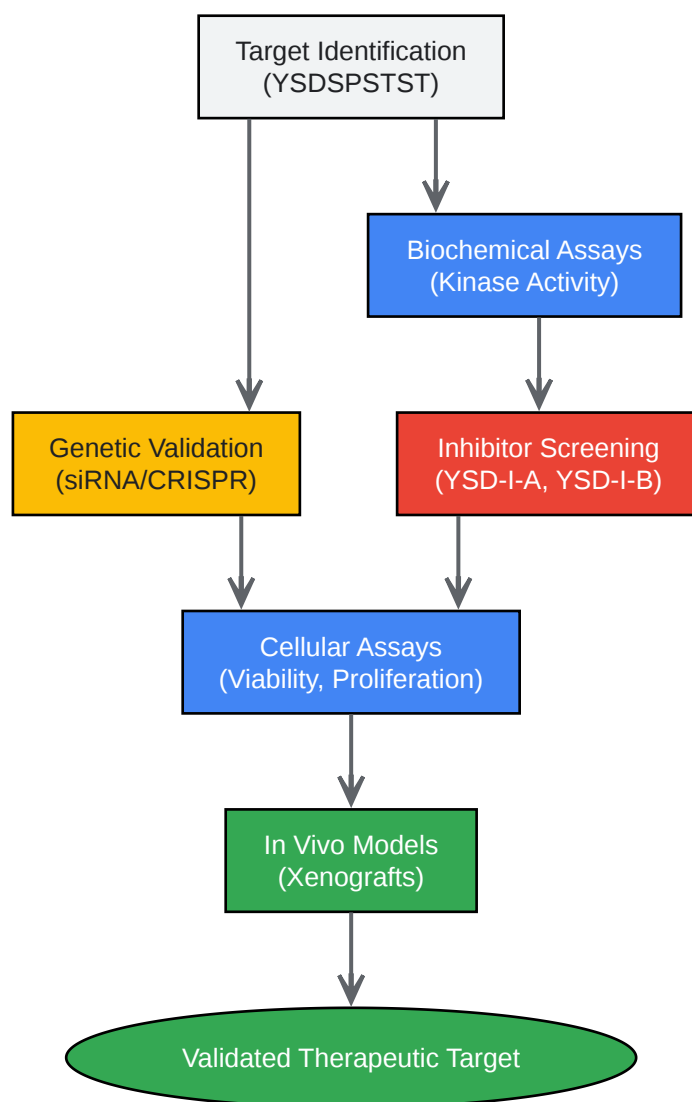 Target Identification
(YSDSPSTST)
Biochemical Assays
(Kinase Activity)
Genetic Validation
(siRNA/CRISPR)
Inhibitor Screening
(YSD-I-A, YSD-I-B)
Cellular Assays
(Viability, Proliferation)
In Vivo Models
(Xenografts)
Validated Therapeutic Target